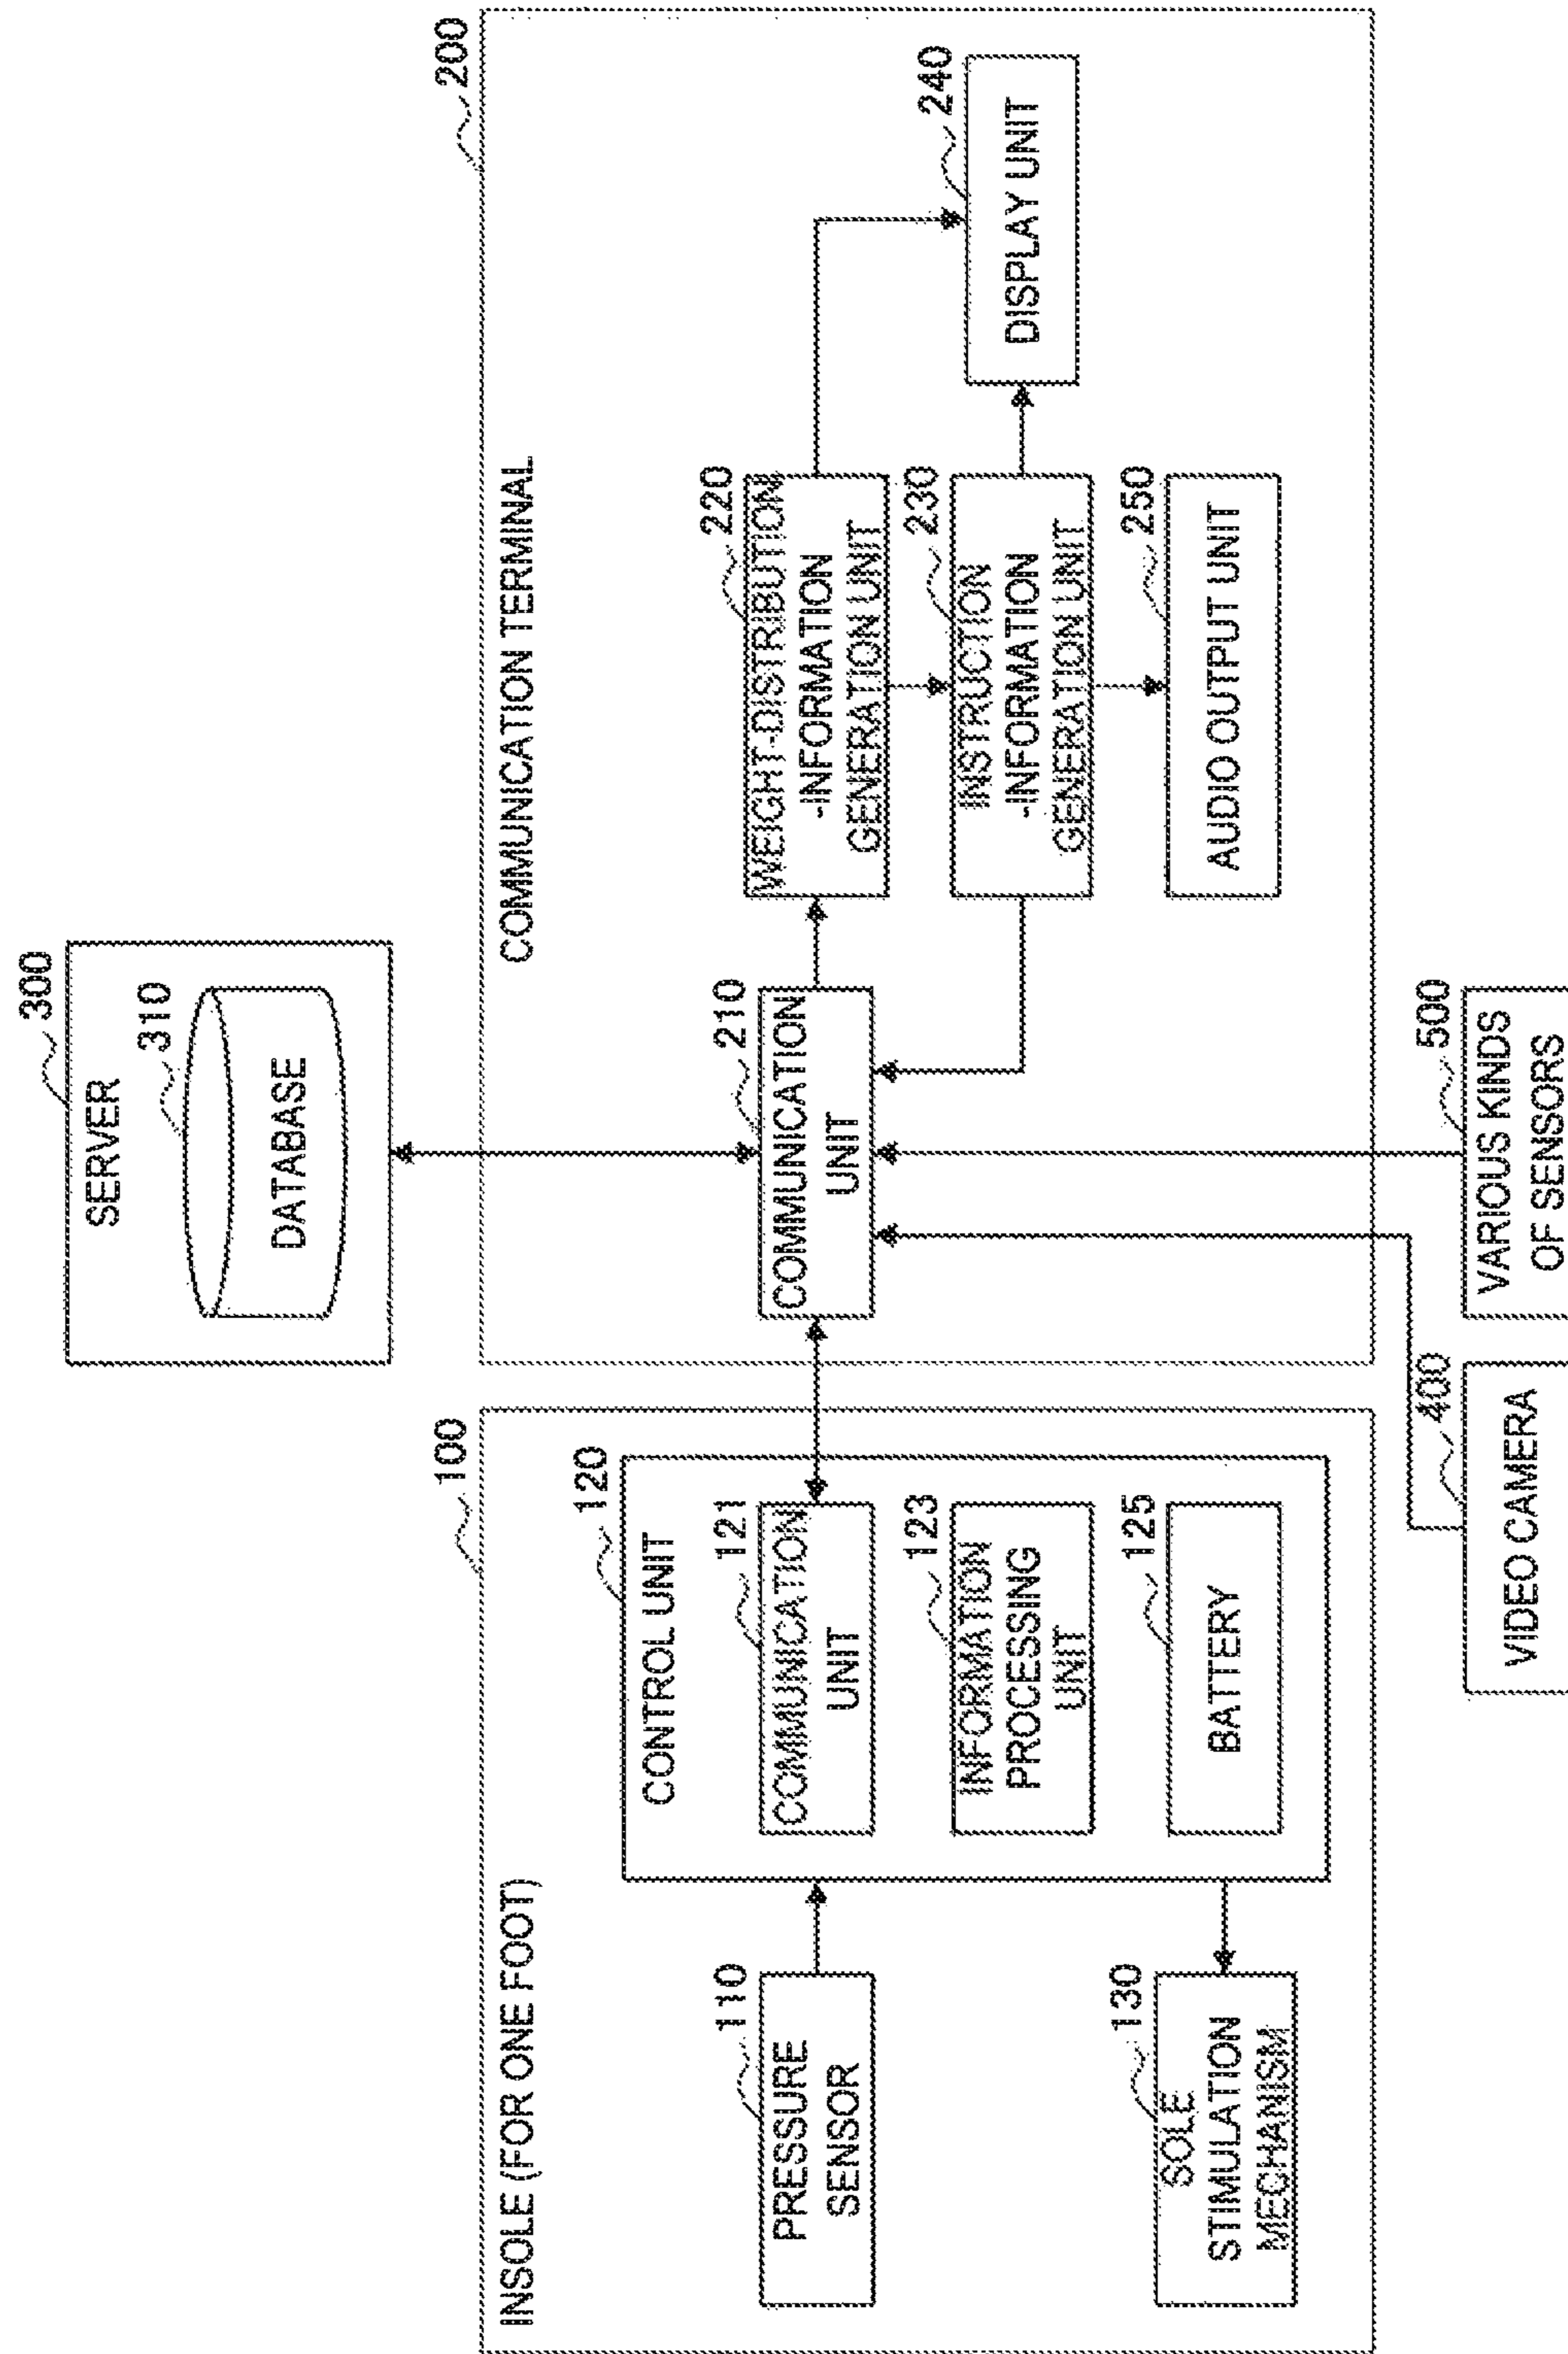 300
SERVER
310
DATABASE
100
INSOLE (FOR ONE FOOT)
110
PRESSURE
SENSOR
120
CONTROL UNIT
121
COMMUNICATION
UNIT
123
INFORMATION
PROCESSING
UNIT
125
BATTERY
130
SOLE
STIMULATION
MECHANISM
200
COMMUNICATION TERMINAL
210
COMMUNICATION
UNIT
220
WEIGHT-DISTRIBUTION
-INFORMATION
GENERATION UNIT
230
INSTRUCTION
-INFORMATION
GENERATION UNIT
240
DISPLAY UNIT
250
AUDIO OUTPUT UNIT
400
VIDEO CAMERA
500
VARIOUS KINDS
OF SENSORS